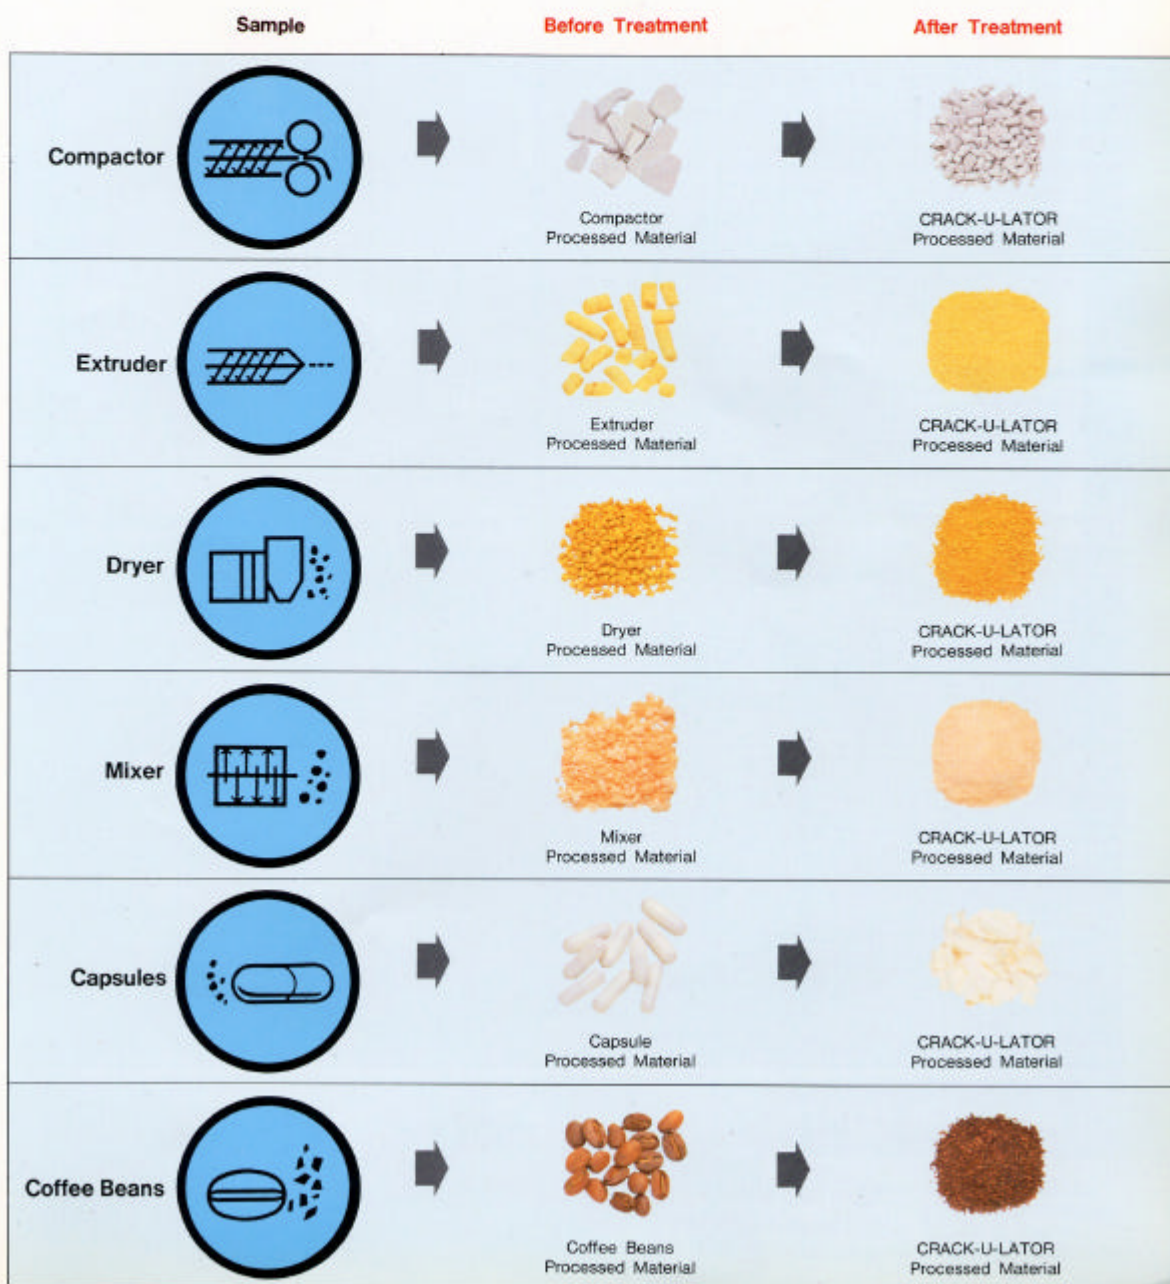 Sample Before Treatment After Treatment
Compactor
Compactor
Processed Material
CRACK-U-LATOR
Processed Material
Extruder
Extruder
Processed Material
CRACK-U-LATOR
Processed Material
Dryer
Dryer
Processed Material
CRACK-U-LATOR
Processed Material
Mixer
Mixer
Processed Material
CRACK-U-LATOR
Processed Material
Capsules
Capsule
Processed Material
CRACK-U-LATOR
Processed Material
Coffee Beans
Coffee Beans
Processed Material
CRACK-U-LATOR
Processed Material